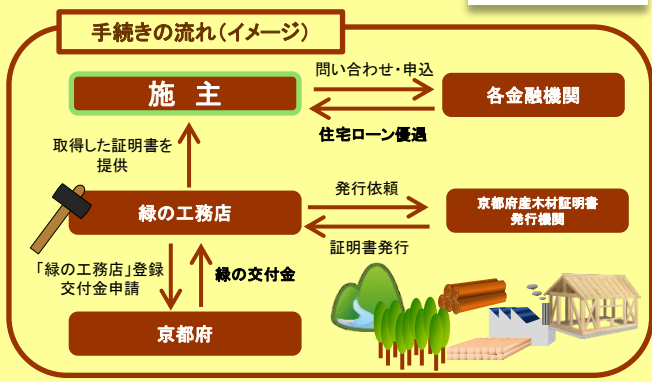 手続きの流れ(イメージ)
施 主
問い合わせ・申込
各金融機関
住宅ローン優遇
取得した証明書を
提供
緑の工務店
発行依頼
京都府産木材証明書
発行機関
証明書発行
「緑の工務店」登録
交付金申請
緑の交付金
京都府